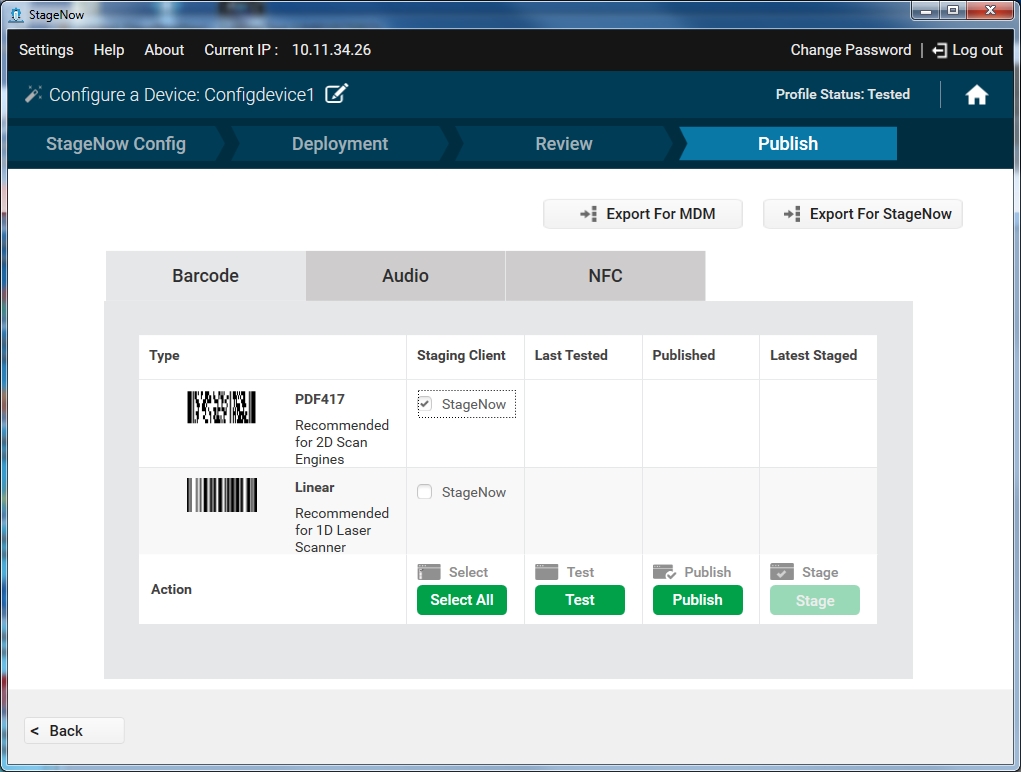 StageNow
Settings Help About Current IP : 10.11.34.26 Change Password | Log out
Configure a Device: Configdevice1 Profile Status: Tested
StageNow Config Deployment Review Publish
Export For MDM Export For StageNow
Barcode Audio NFC
Type Staging Client Last Tested Published Latest Staged
PDF417 StageNow
Recommended
for 2D Scan
Engines
Linear StageNow
Recommended
for 1D Laser
Scanner
Action Select Test Publish Stage
Select All Test Publish Stage
< Back